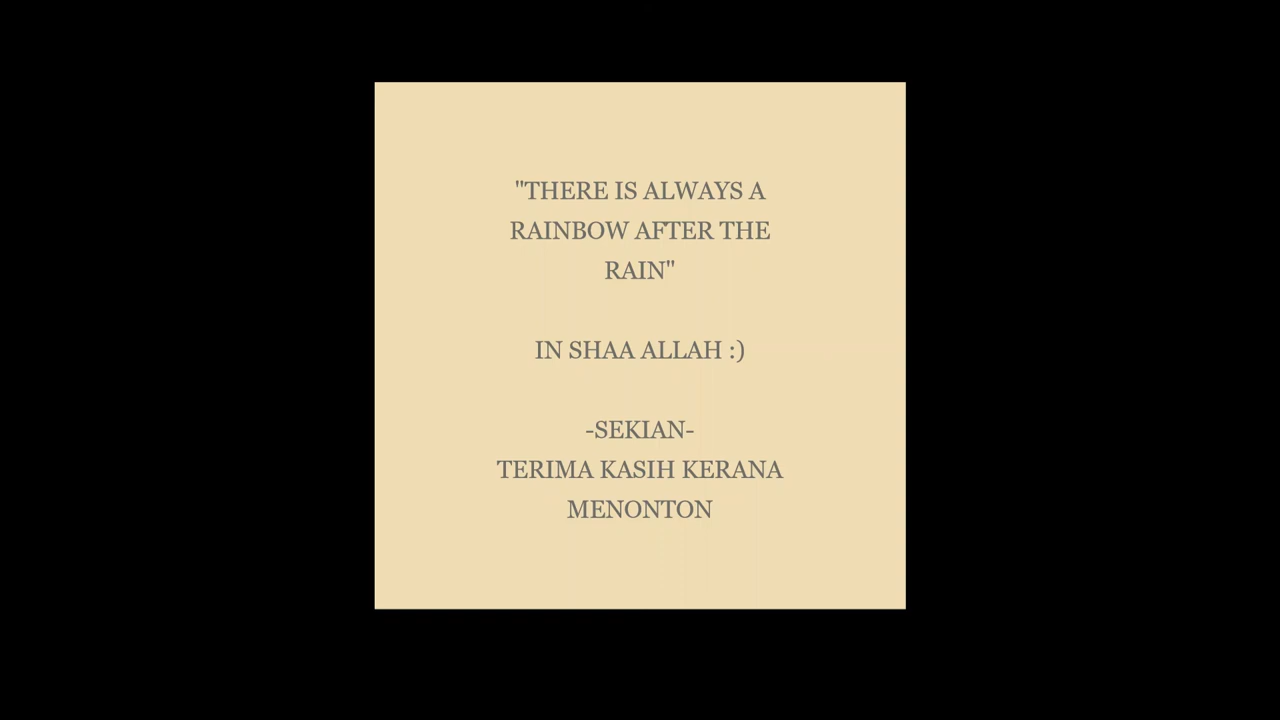 "THERE IS ALWAYS A
RAINBOW AFTER THE
RAIN"
IN SHAA ALLAH :)
-SEKIAN-
TERIMA KASIH KERANA
MENONTON